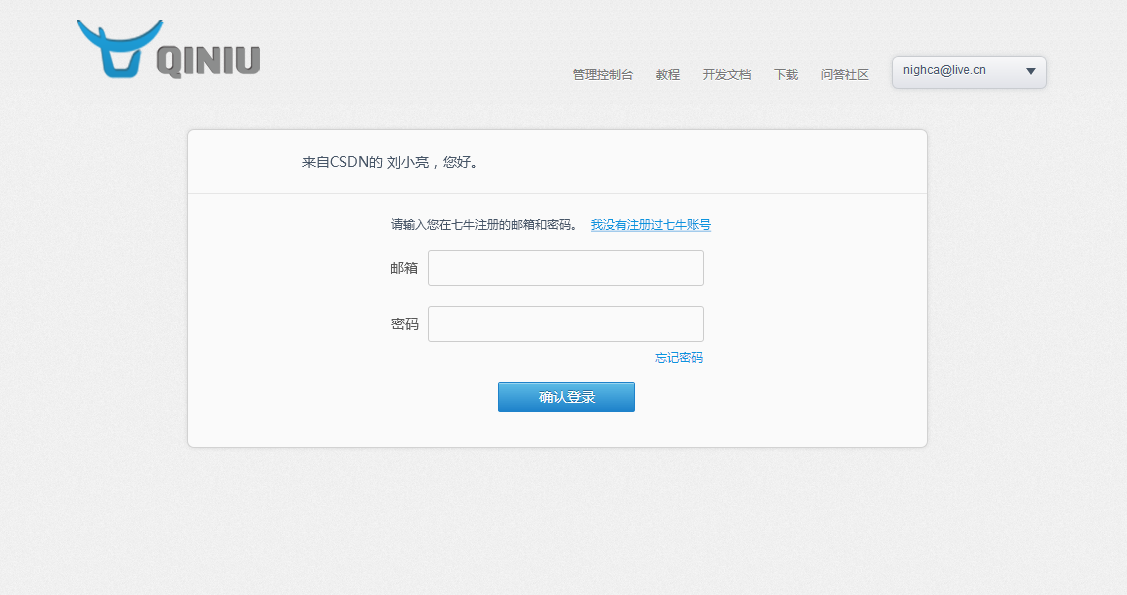 QINIU
管理控制台 教程 开发文档 下载 问答社区 nighca@live.cn
来自CSDN的 刘小亮，您好。
请输入您在七牛注册的邮箱和密码。 我没有注册过七牛账号
邮箱
密码
忘记密码
确认登录